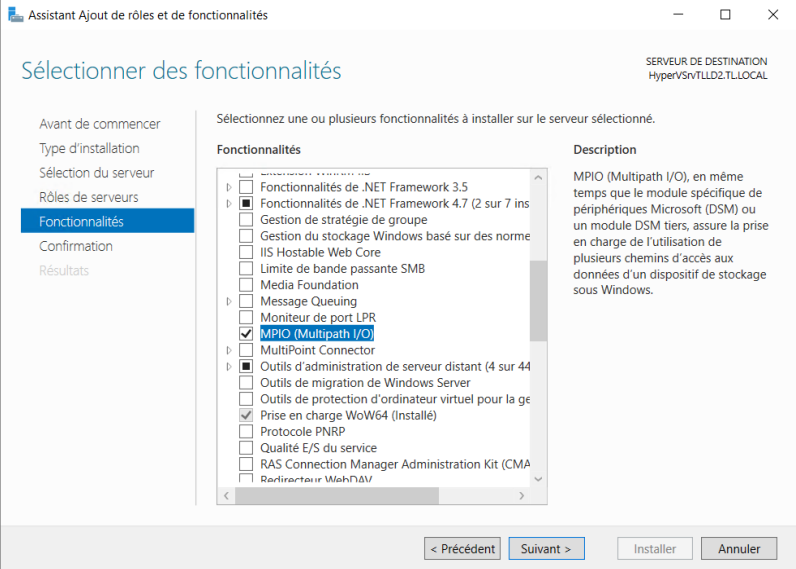 Assistant Ajout de rôles et de fonctionnalités
Sélectionner des fonctionnalités
SERVEUR DE DESTINATION
HyperVSrvTLLD2.TL.LOCAL
Avant de commencer
Type d'installation
Sélection du serveur
Rôles de serveurs
Fonctionnalités
Confirmation
Résultats
Sélectionnez une ou plusieurs fonctionnalités à installer sur le serveur sélectionné.
Fonctionnalités
Extension WinRM IIS
Fonctionnalités de .NET Framework 3.5
Fonctionnalités de .NET Framework 4.7 (2 sur 7 ins
Gestion de stratégie de groupe
Gestion du stockage Windows basé sur des norme
IIS Hostable Web Core
Limite de bande passante SMB
Media Foundation
Message Queuing
Moniteur de port LPR
MPIO (Multipath I/O)
MultiPoint Connector
Outils d'administration de serveur distant (4 sur 44
Outils de migration de Windows Server
Outils de protection d'ordinateur virtuel pour la ge
Prise en charge WoW64 (Installé)
Protocole PNRP
Qualité E/S du service
RAS Connection Manager Administration Kit (CMA
Redirecteur WebDAV
Description
MPIO (Multipath I/O), en même
temps que le module spécifique de
périphériques Microsoft (DSM) ou
un module DSM tiers, assure la prise
en charge de l'utilisation de
plusieurs chemins d'accès aux
données d'un dispositif de stockage
sous Windows.
< Précédent
Suivant >
Installer
Annuler